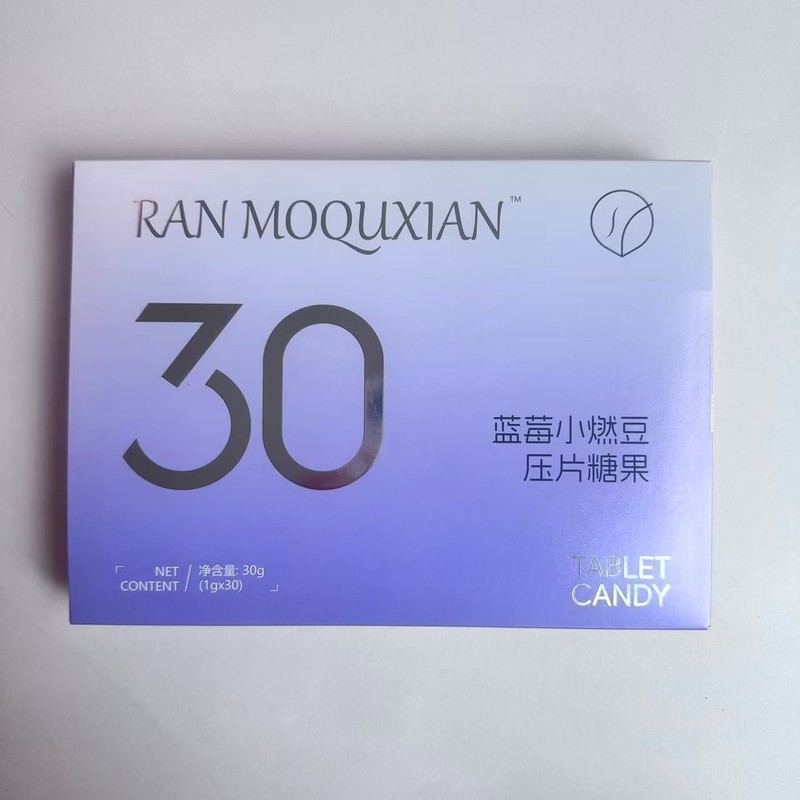 RAN MOQUXIAN™
30
蓝莓小燃豆
压片糖果
NET CONTENT / 净含量: 30g
(1gx30)
TABLET
CANDY